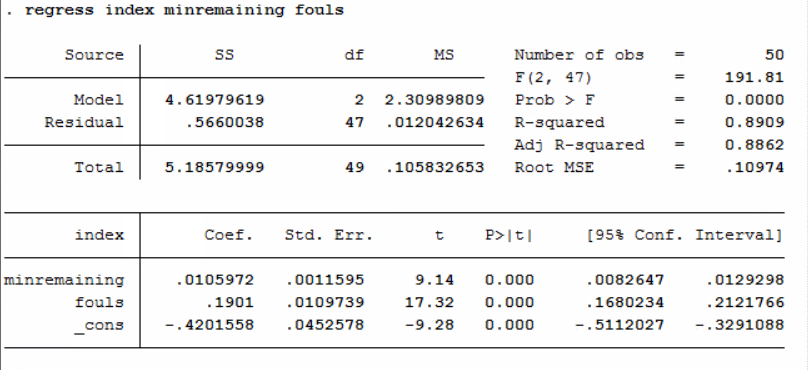 . regress index minremaining fouls
Source SS df MS Number of obs = 50
F(2, 47) = 191.81
Model 4.61979619 2 2.30989809 Prob > F = 0.0000
Residual .5660038 47 .012042634 R-squared = 0.8909
Adj R-squared = 0.8862
Total 5.18579999 49 .105832653 Root MSE = .10974
index Coef. Std. Err. t P>|t| [95% Conf. Interval]
minremaining .0105972 .0011595 9.14 0.000 .0082647 .0129298
fouls .1901 .0109739 17.32 0.000 .1680234 .2121766
_cons -.4201558 .0452578 -9.28 0.000 -.5112027 -.3291088